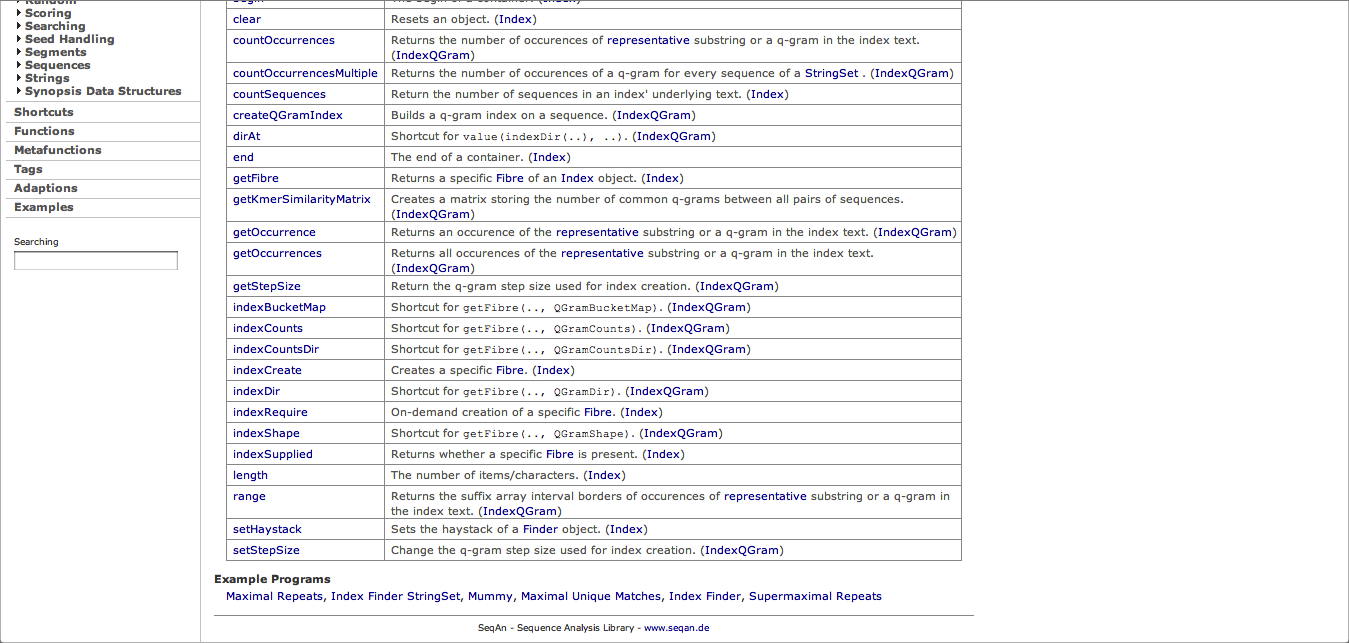 Random
Scoring
Searching
Seed Handling
Segments
Sequences
Strings
Synopsis Data Structures
Shortcuts
Functions
Metafunctions
Tags
Adaptions
Examples
Searching
begin The begin of a container. (Index)
clear Resets an object. (Index)
countOccurrences Returns the number of occurences of representative substring or a q-gram in the index text.
(IndexQGram)
countOccurrencesMultiple Returns the number of occurences of a q-gram for every sequence of a StringSet . (IndexQGram)
countSequences Return the number of sequences in an index' underlying text. (Index)
createQGramIndex Builds a q-gram index on a sequence. (IndexQGram)
dirAt Shortcut for value(indexDir(..), ..). (IndexQGram)
end The end of a container. (Index)
getFibre Returns a specific Fibre of an Index object. (Index)
getKmerSimilarityMatrix Creates a matrix storing the number of common q-grams between all pairs of sequences.
(IndexQGram)
getOccurrence Returns an occurence of the representative substring or a q-gram in the index text. (IndexQGram)
getOccurrences Returns all occurences of the representative substring or a q-gram in the index text.
(IndexQGram)
getStepSize Return the q-gram step size used for index creation. (IndexQGram)
indexBucketMap Shortcut for getFibre(.., QGramBucketMap). (IndexQGram)
indexCounts Shortcut for getFibre(.., QGramCounts). (IndexQGram)
indexCountsDir Shortcut for getFibre(.., QGramCountsDir). (IndexQGram)
indexCreate Creates a specific Fibre. (Index)
indexDir Shortcut for getFibre(.., QGramDir). (IndexQGram)
indexRequire On-demand creation of a specific Fibre. (Index)
indexShape Shortcut for getFibre(.., QGramShape). (IndexQGram)
indexSupplied Returns whether a specific Fibre is present. (Index)
length The number of items/characters. (Index)
range Returns the suffix array interval borders of occurences of representative substring or a q-gram in
the index text. (IndexQGram)
setHaystack Sets the haystack of a Finder object. (Index)
setStepSize Change the q-gram step size used for index creation. (IndexQGram)
Example Programs
Maximal Repeats, Index Finder StringSet, Mummy, Maximal Unique Matches, Index Finder, Supermaximal Repeats
SeqAn - Sequence Analysis Library - www.seqan.de